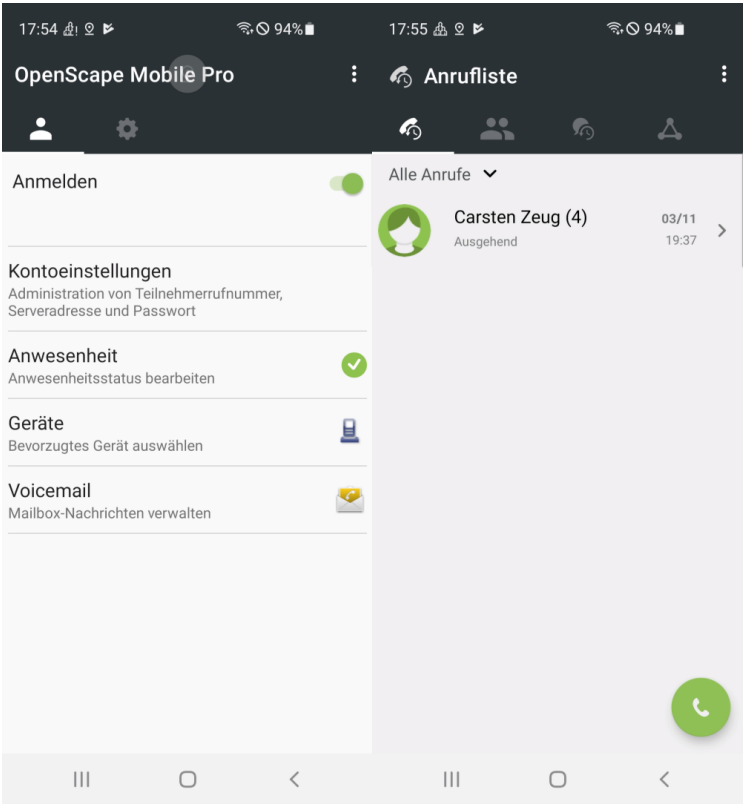 17:54 94%
OpenScape Mobile Pro
Anmelden
Kontoeinstellungen
Administration von Teilnehmerrufnummer,
Serveradresse und Passwort
Anwesenheit
Anwesenheitsstatus bearbeiten
Geräte
Bevorzugtes Gerät auswählen
Voicemail
Mailbox-Nachrichten verwalten
17:55 94%
Anrufliste
Alle Anrufe
Carsten Zeug (4) 03/11
Ausgehend 19:37